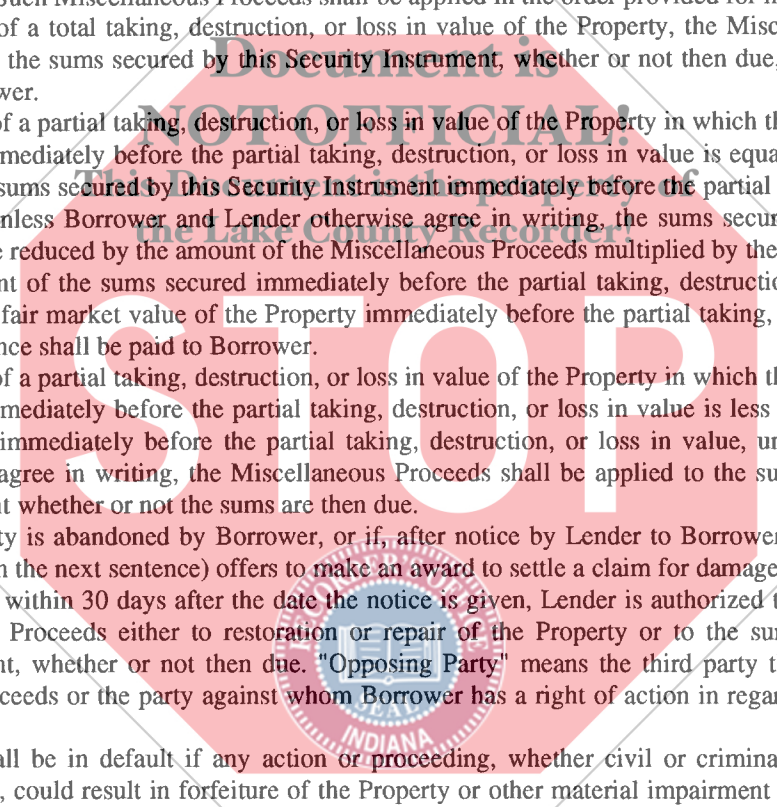 Such Miscellaneous Proceeds shall be applied in the order provided for in
of a total taking, destruction, or loss in value of the Property, the Misc
the sums secured by this Security Instrument, whether or not then due,
wer.
of a partial taking, destruction, or loss in value of the Property in which th
mediately before the partial taking, destruction, or loss in value is equa
sums secured by this Security Instrument immediately before the partial
nless Borrower and Lender otherwise agree in writing, the sums secur
e reduced by the amount of the Miscellaneous Proceeds multiplied by the
nt of the sums secured immediately before the partial taking, destructio
fair market value of the Property immediately before the partial taking,
nce shall be paid to Borrower.
of a partial taking, destruction, or loss in value of the Property in which th
mediately before the partial taking, destruction, or loss in value is less
immediately before the partial taking, destruction, or loss in value, un
agree in writing, the Miscellaneous Proceeds shall be applied to the su
nt whether or not the sums are then due.
ty is abandoned by Borrower, or if, after notice by Lender to Borrower
n the next sentence) offers to make an award to settle a claim for damage
within 30 days after the date the notice is given, Lender is authorized t
Proceeds either to restoration or repair of the Property or to the sur
nt, whether or not then due. "Opposing Party" means the third party t
ceeds or the party against whom Borrower has a right of action in regar
all be in default if any action or proceeding, whether civil or crimina
, could result in forfeiture of the Property or other material impairment
Document is
NOT OFFICIAL!
This Document is the property of
the Lake County Recorder!
STOP
SEAL
INDIANA